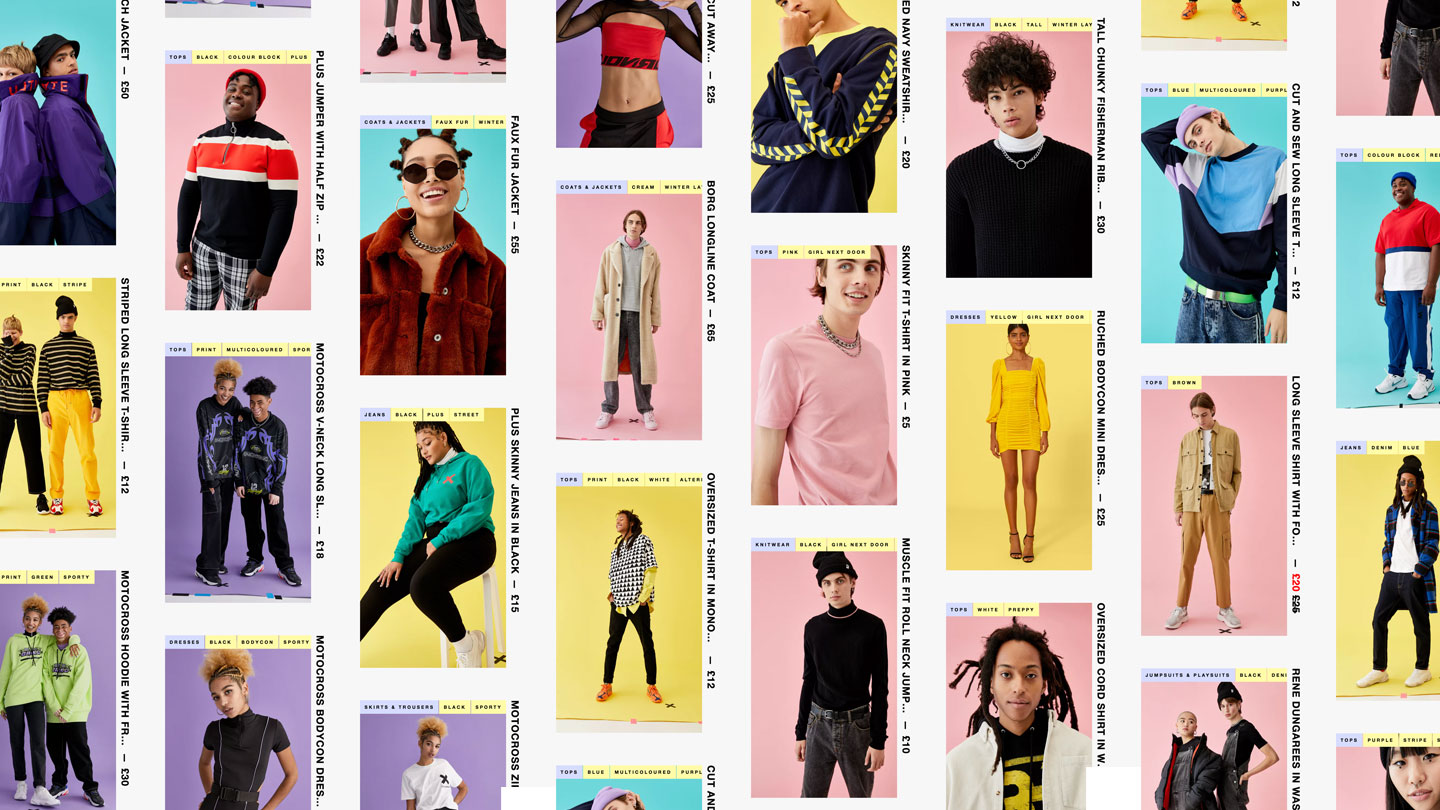 CH JACKET — £50
PRINT BLACK STRIPE
STRIPED LONG SLEEVE T-SHIR... — £12
PRINT GREEN SPORTY
MOTOCROSS HOODIE WITH FR... — £30
TOPS BLACK COLOUR BLOCK PLUS
PLUS JUMPER WITH HALF ZIP ... — £22
TOPS PRINT MULTICOLOURED SPOR
MOTOCROSS V-NECK LONG SL... — £18
DRESSES BLACK BODYCON SPORTY
MOTOCROSS BODYCON DRES...
COATS & JACKETS FAUX FUR WINTER
FAUX FUR JACKET — £55
JEANS BLACK PLUS STREET
PLUS SKINNY JEANS IN BLACK — £15
SKIRTS & TROUSERS BLACK SPORTY
MOTOCROSS ZI
CUT AWAY... — £25
COATS & JACKETS CREAM WINTER LA
BORG LONGLINE COAT — £65
TOPS PRINT BLACK WHITE ALTER
OVERSIZED T-SHIRT IN MONO... — £12
TOPS BLUE MULTICOLOURED PURPL
CUT AND
ED NAVY SWEATSHIR... — £20
TOPS PINK GIRL NEXT DOOR
SKINNY FIT T-SHIRT IN PINK — £5
KNITWEAR BLACK GIRL NEXT DOOR
MUSCLE FIT ROLL NECK JUMP... — £10
KNITWEAR BLACK TALL WINTER LAY
TALL CHUNKY FISHERMAN RIB... — £30
DRESSES YELLOW GIRL NEXT DOOR
RUCHED BODYCON MINI DRES... — £25
TOPS WHITE PREPPY
OVERSIZED CORD SHIRT IN W.
2
TOPS BLUE MULTICOLOURED PURPL
CUT AND SEW LONG SLEEVE T... — £12
TOPS BROWN
LONG SLEEVE SHIRT WITH FO... — £20 £25
JUMPSUITS & PLAYSUITS BLACK DENI
RENE DUNGAREES IN WAS
TOPS COLOUR BLOCK RE
JEANS DENIM BLUE
TOPS PURPLE STRIPE S